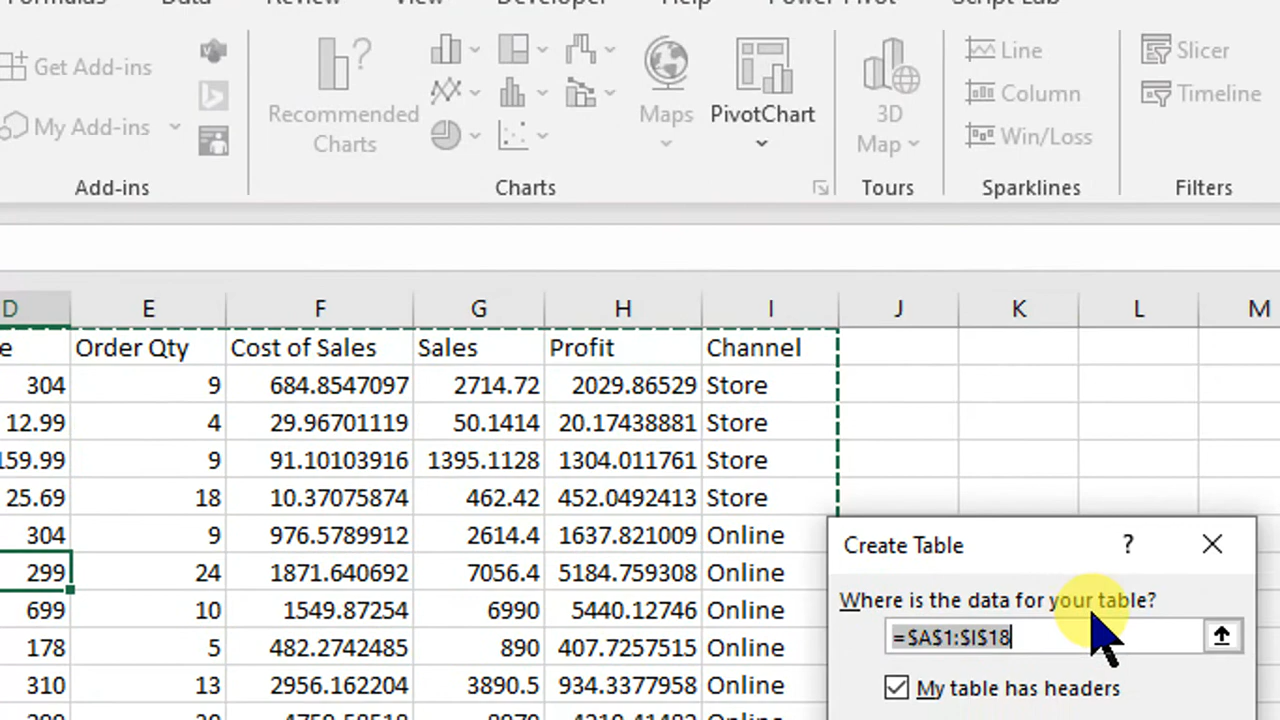 Formulas Data Review View Developer Help Power Pivot Script Lab
Get Add-ins
My Add-ins
Add-ins
Recommended
Charts
Charts
Maps
PivotChart
3D
Map
Tours
Line
Column
Win/Loss
Sparklines
Slicer
Timeline
Filters
D E F G H I J K L M
e Order Qty Cost of Sales Sales Profit Channel
304 9 684.8547097 2714.72 2029.86529 Store
12.99 4 29.96701119 50.1414 20.17438881 Store
159.99 9 91.10103916 1395.1128 1304.011761 Store
25.69 18 10.37075874 462.42 452.0492413 Store
304 9 976.5789912 2614.4 1637.821009 Online
299 24 1871.640692 7056.4 5184.759308 Online
699 10 1549.87254 6990 5440.12746 Online
178 5 482.2742485 890 407.7257515 Online
310 13 2956.162204 3890.5 934.3377958 Online
Create Table ?
Where is the data for your table?
=$A$1:$I$18
My table has headers